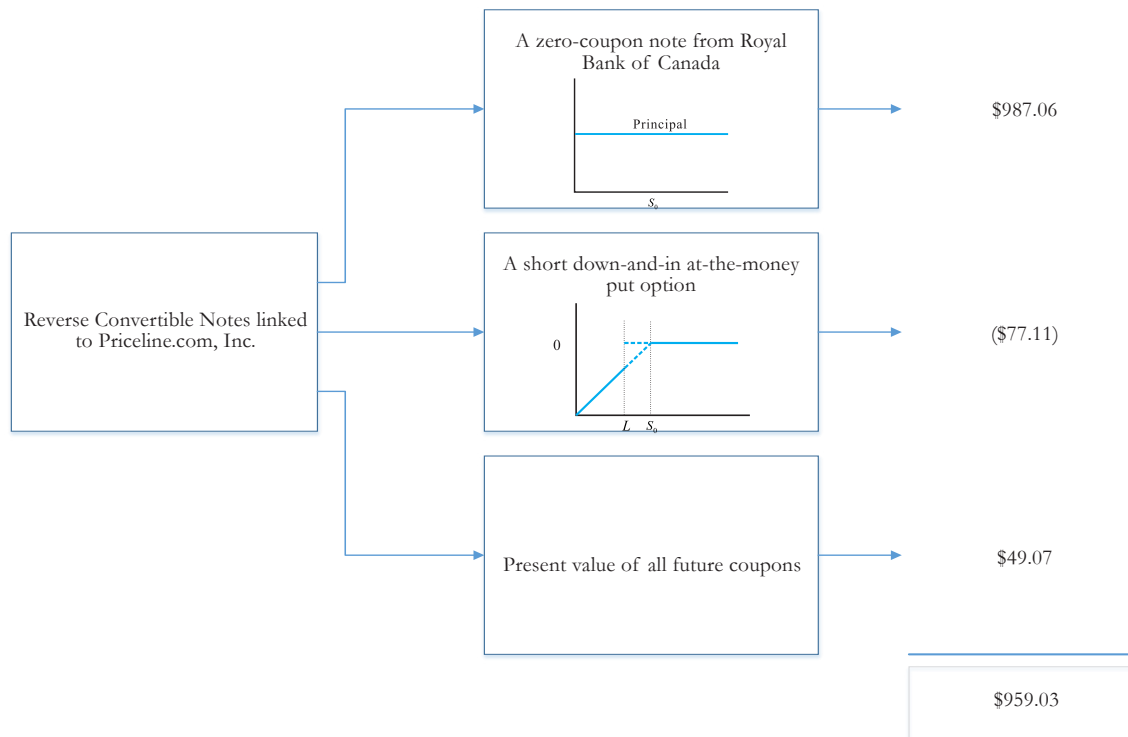 A zero-coupon note from Royal
Bank of Canada
Principal
S₀
$987.06
Reverse Convertible Notes linked
to Priceline.com, Inc.
A short down-and-in at-the-money
put option
0
L S₀
($77.11)
Present value of all future coupons
$49.07
$959.03